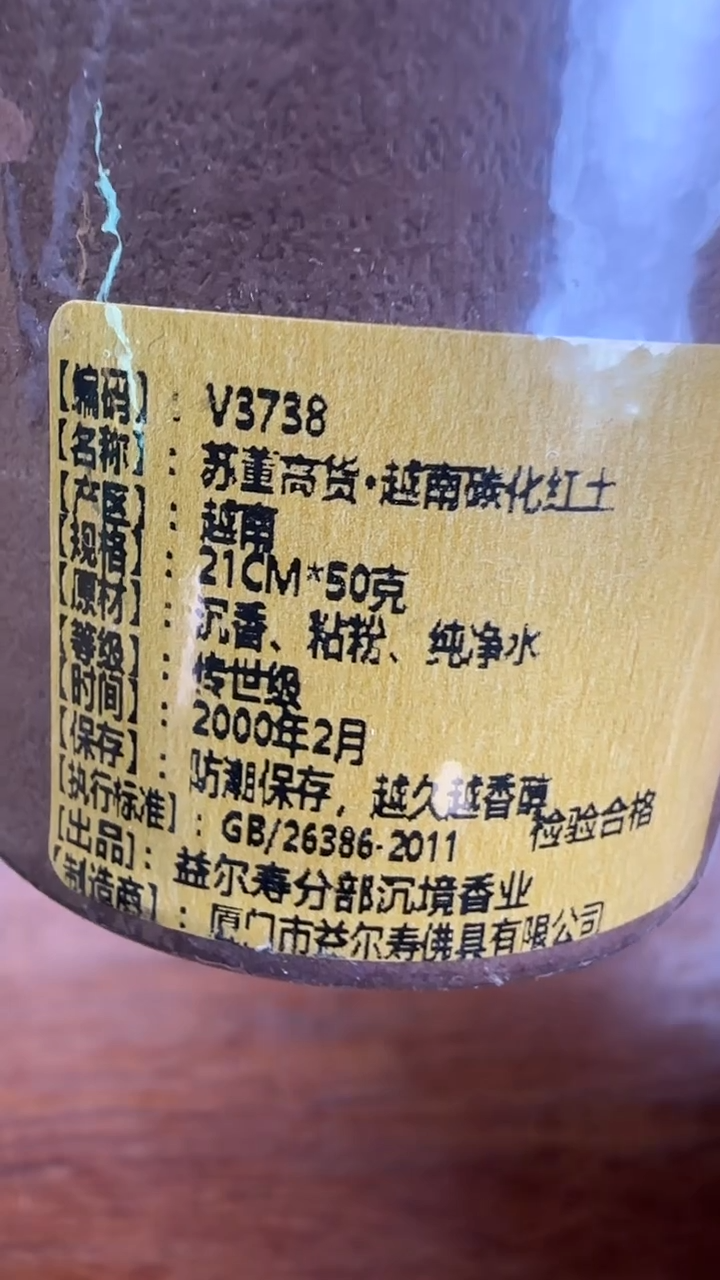 【编码】：V3738
【名称】：苏董高货·越南碳化红土
【产区】：越南
【规格】：21CM*50克
【原材】：沉香、粘粉、纯净水
【等级】：传世级
【时间】：2000年2月
【保存】：防潮保存，越久越香醇
【执行标准】：GB/26386-2011 检验合格
【出品】：益尔寿分部沉境香业
【制造商】：厦门市益尔寿佛具有限公司